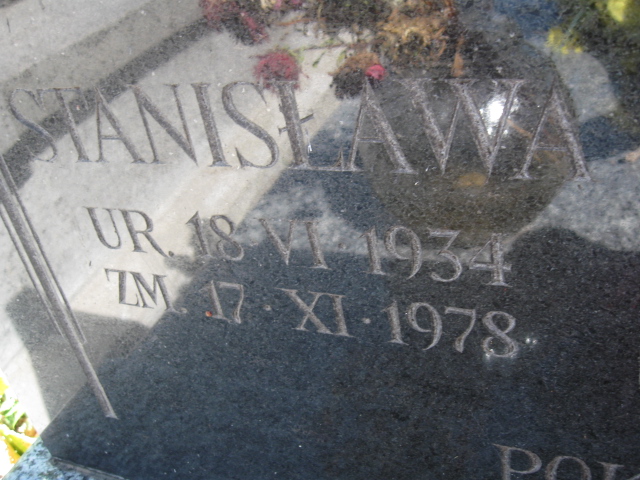 STANISŁAWA
UR. 18 · VI · 1934
ZM. 17 · XI · 1978